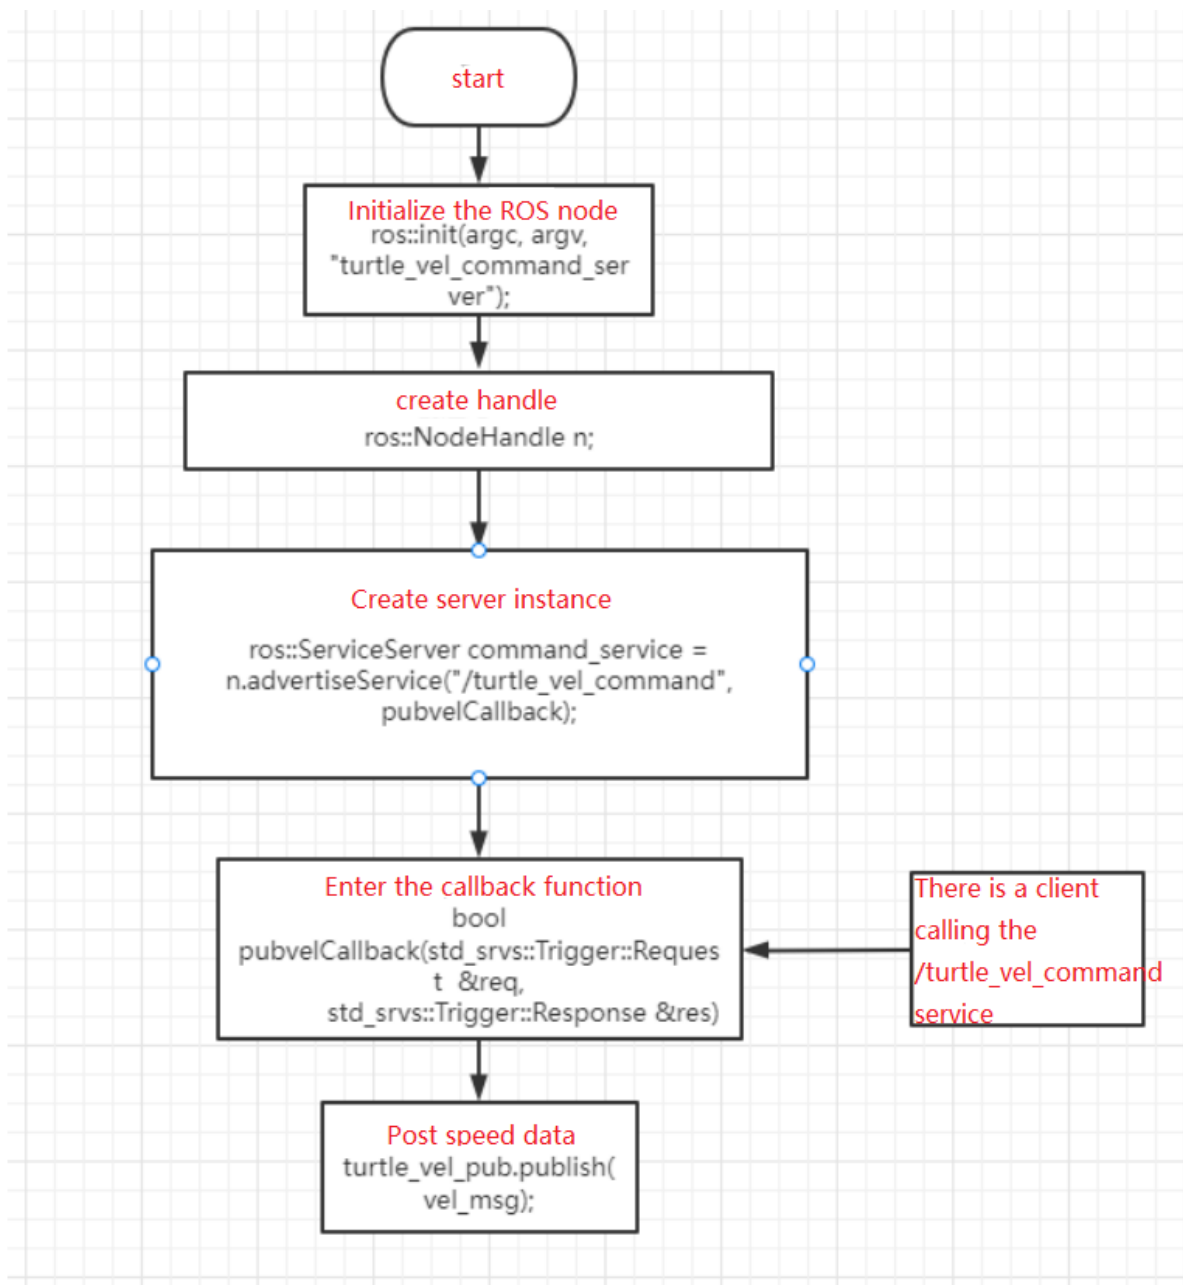 start
Initialize the ROS node
ros::init(argc, argv,
"turtle_vel_command_ser
ver");
create handle
ros::NodeHandle n;
Create server instance
ros::ServiceServer command_service =
n.advertiseService("/turtle_vel_command",
pubvelCallback);
Enter the callback function
bool
pubvelCallback(std_srvs::Trigger::Reques
t &req,
std_srvs::Trigger::Response &res)
There is a client
calling the
/turtle_vel_command
service
Post speed data
turtle_vel_pub.publish(
vel_msg);